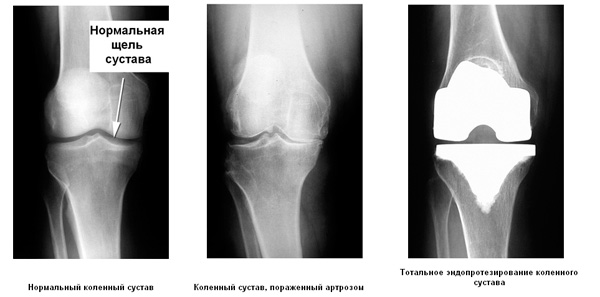 Нормальная
щель
сустава
Нормальный коленный сустав
Коленный сустав, пораженный артрозом
Тотальное эндопротезирование коленного
сустава